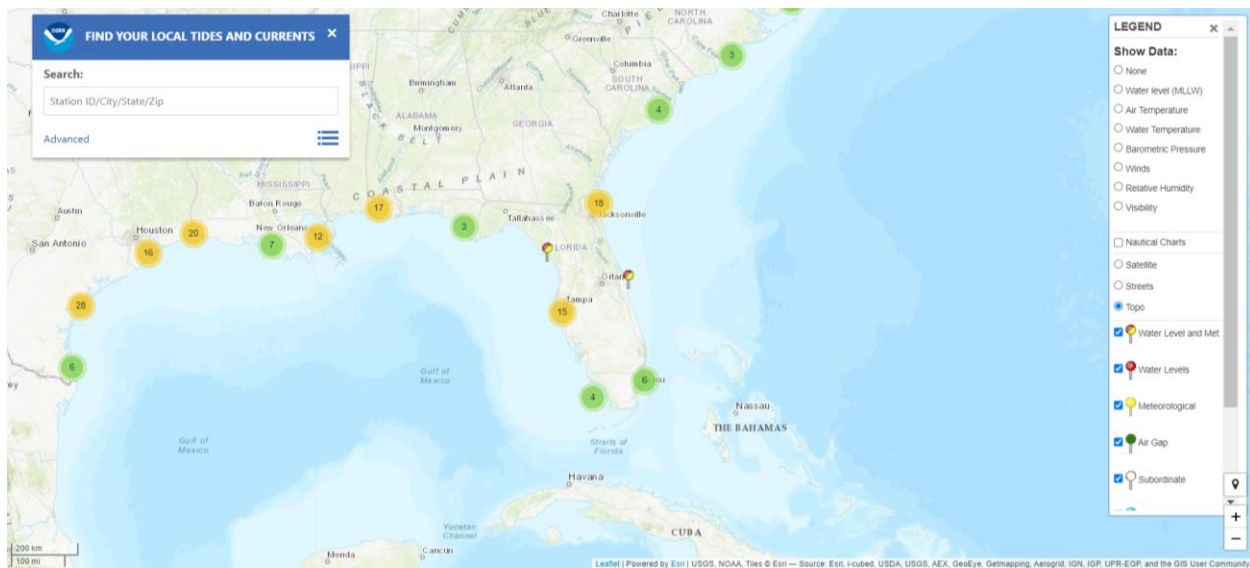 NOAA
FIND YOUR LOCAL TIDES AND CURRENTS ×
Search:
Station ID/City/State/Zip
Advanced
LEGEND ×
Show Data:
None
Water level (MLLW)
Air Temperature
Water Temperature
Barometric Pressure
Winds
Relative Humidity
Visibility
Nautical Charts
Satellite
Streets
Topo
Water Level and Met
Water Levels
Meteorological
Air Gap
Subordinate
+
−
Charlotte
NORTH
CAROLINA
Greenville
3
Columbia
SOUTH
CAROLINA
4
Birmingham
Atlanta
ALABAMA
Montgomery
GEORGIA
BLACK
BELT
MISSISSIPPI
COASTAL PLAIN
Baton Rouge
17
18
Jacksonville
Tallahassee
3
Austin
Houston
20
New Orleans
12
7
San Antonio
16
FLORIDA
28
Tampa
15
6
Gulf of
Mexico
6
4
Nassau
THE BAHAMAS
Gulf of
Mexico
Straits of
Florida
Havana
Yucatan
Channel
CUBA
Merida
Cancun
200 km
100 mi
Leaflet | Powered by Esri | USGS, NOAA, Tiles © Esri — Source: Esri, i-cubed, USDA, USGS, AEX, GeoEye, Getmapping, Aerogrid, IGN, IGP, UPR-EGP, and the GIS User Community